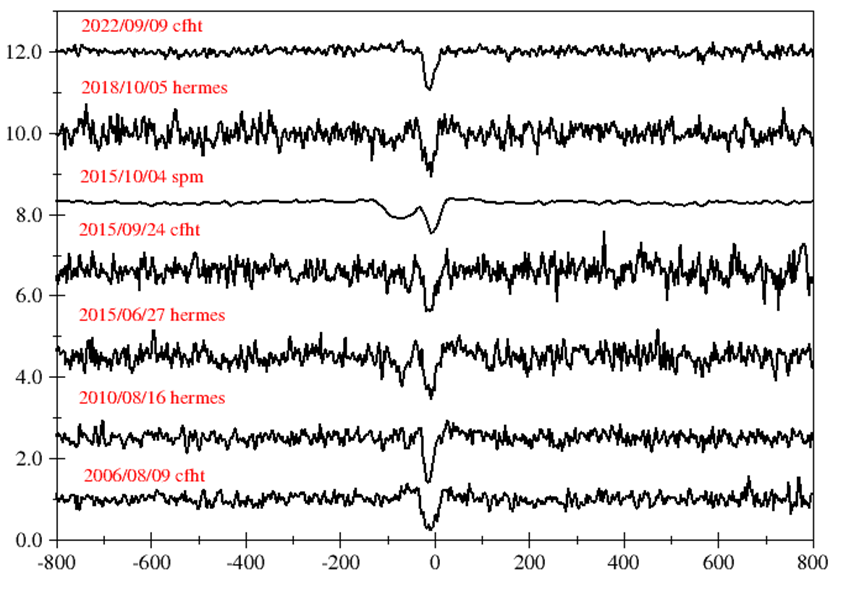 2022/09/09 cfht
12.0
2018/10/05 hermes
10.0
2015/10/04 spm
8.0
2015/09/24 cfht
6.0
2015/06/27 hermes
4.0
2010/08/16 hermes
2.0
2006/08/09 cfht
0.0
-800 -600 -400 -200 0 200 400 600 800